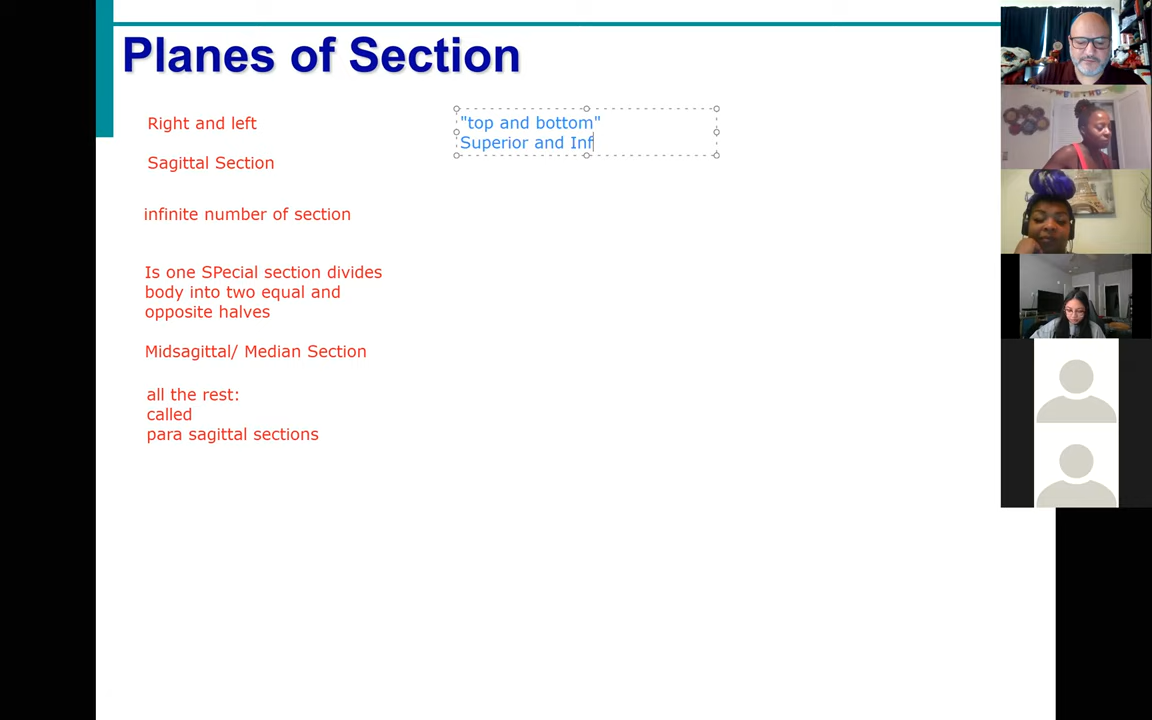 Planes of Section
Right and left
Sagittal Section
infinite number of section
Is one SPecial section divides
body into two equal and
opposite halves
Midsagittal/ Median Section
all the rest:
called
para sagittal sections
"top and bottom"
Superior and Inf